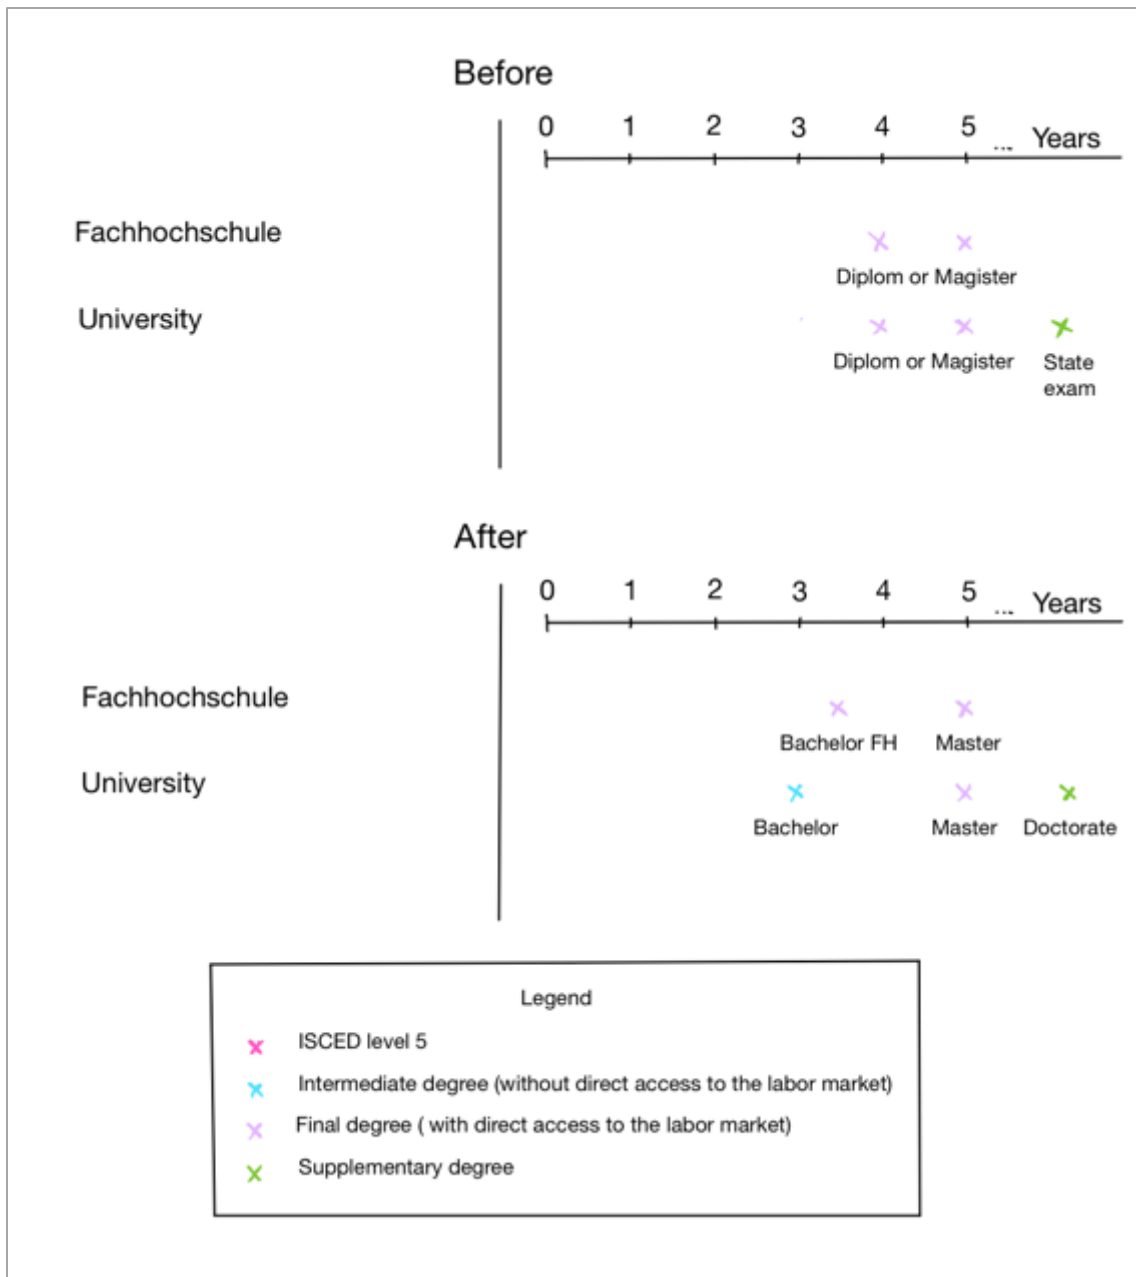 Before
0 1 2 3 4 5 ... Years
Fachhochschule
Diplom or Magister
University
Diplom or Magister State
exam
After
0 1 2 3 4 5 ... Years
Fachhochschule
Bachelor FH Master
University
Bachelor Master Doctorate
Legend
ISCED level 5
Intermediate degree (without direct access to the labor market)
Final degree ( with direct access to the labor market)
Supplementary degree